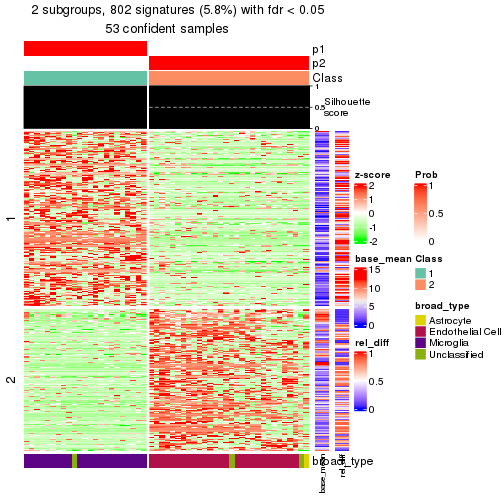 2 subgroups, 802 signatures (5.8%) with fdr < 0.05
53 confident samples
p1
p2
Class
1
0.5
0
Silhouette
score
1
2
z-score
2
1
0
-1
-2
Prob
1
0.5
0
base_mean
15
10
5
0
Class
1
2
rel_diff
1
0.5
0
broad_type
Astrocyte
Endothelial Cell
Microglia
Unclassified
broad_type
base_mean
rel_diff